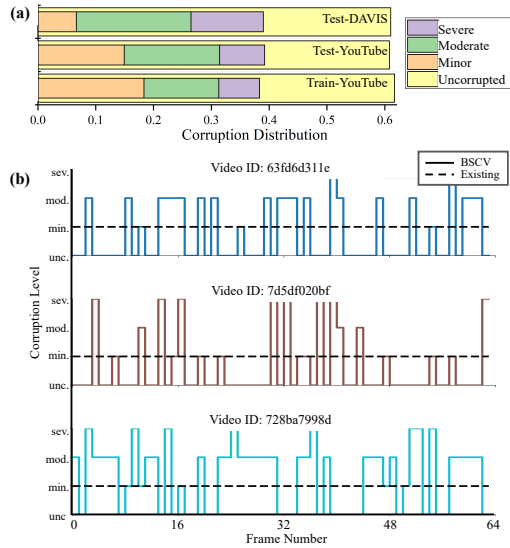 (a)
Test-DAVIS
Test-YouTube
Train-YouTube
Severe
Moderate
Minor
Uncorrupted
0.0 0.1 0.2 0.3 0.4 0.5 0.6
Corruption Distribution
(b)
BSCV
Existing
Video ID: 63fd6d311e
sev.
mod.
min.
unc.
Video ID: 7d5df020bf
sev.
mod.
min.
unc.
Corruption Level
Video ID: 728ba7998d
sev.
mod.
min.
unc
0 16 32 48 64
Frame Number